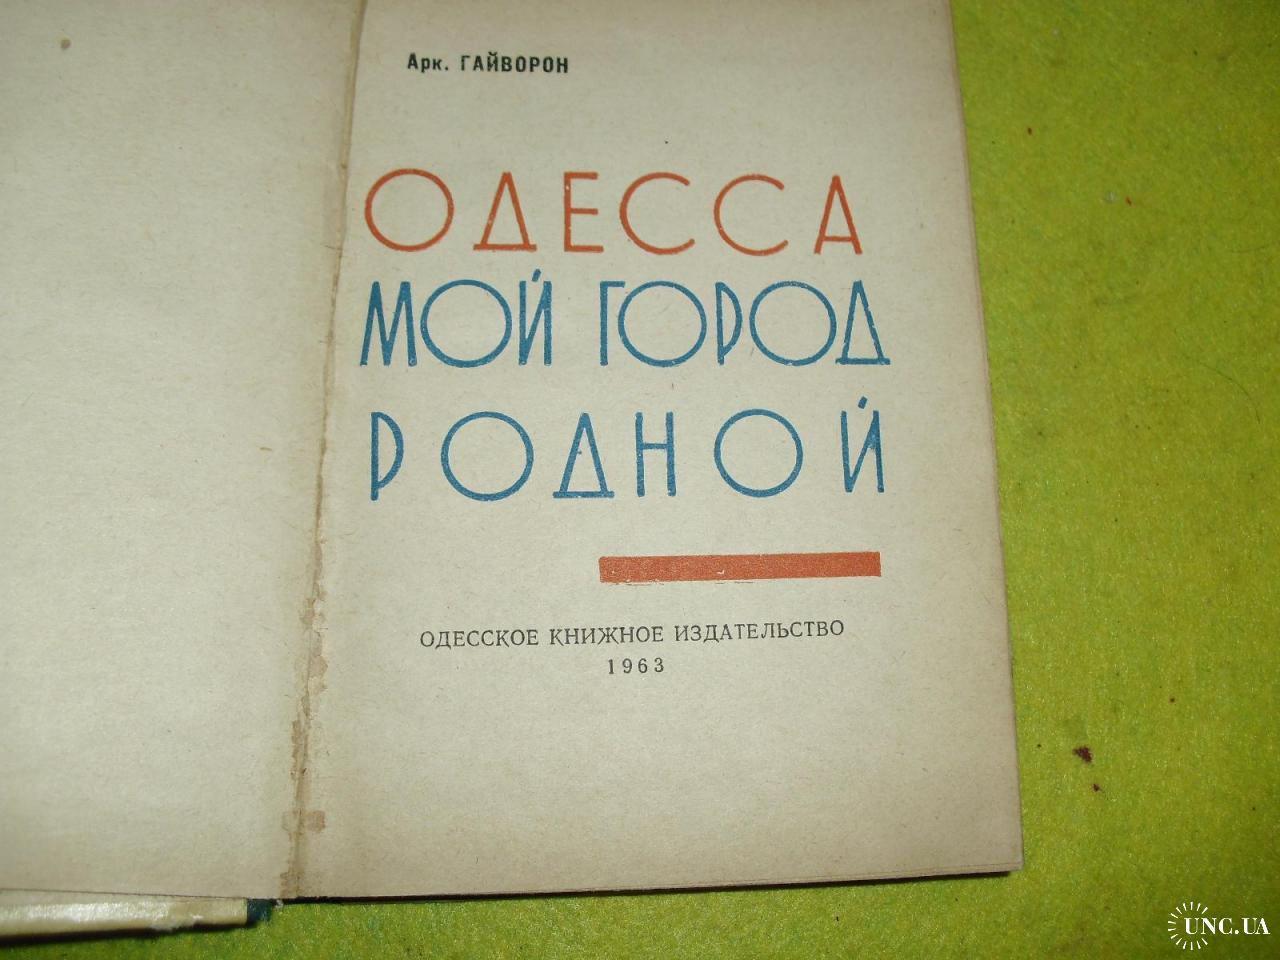 Арк. ГАЙВОРОН
ОДЕССА
МОЙ ГОРОД
РОДНОЙ
ОДЕССКОЕ КНИЖНОЕ ИЗДАТЕЛЬСТВО
1963
UNC.UA